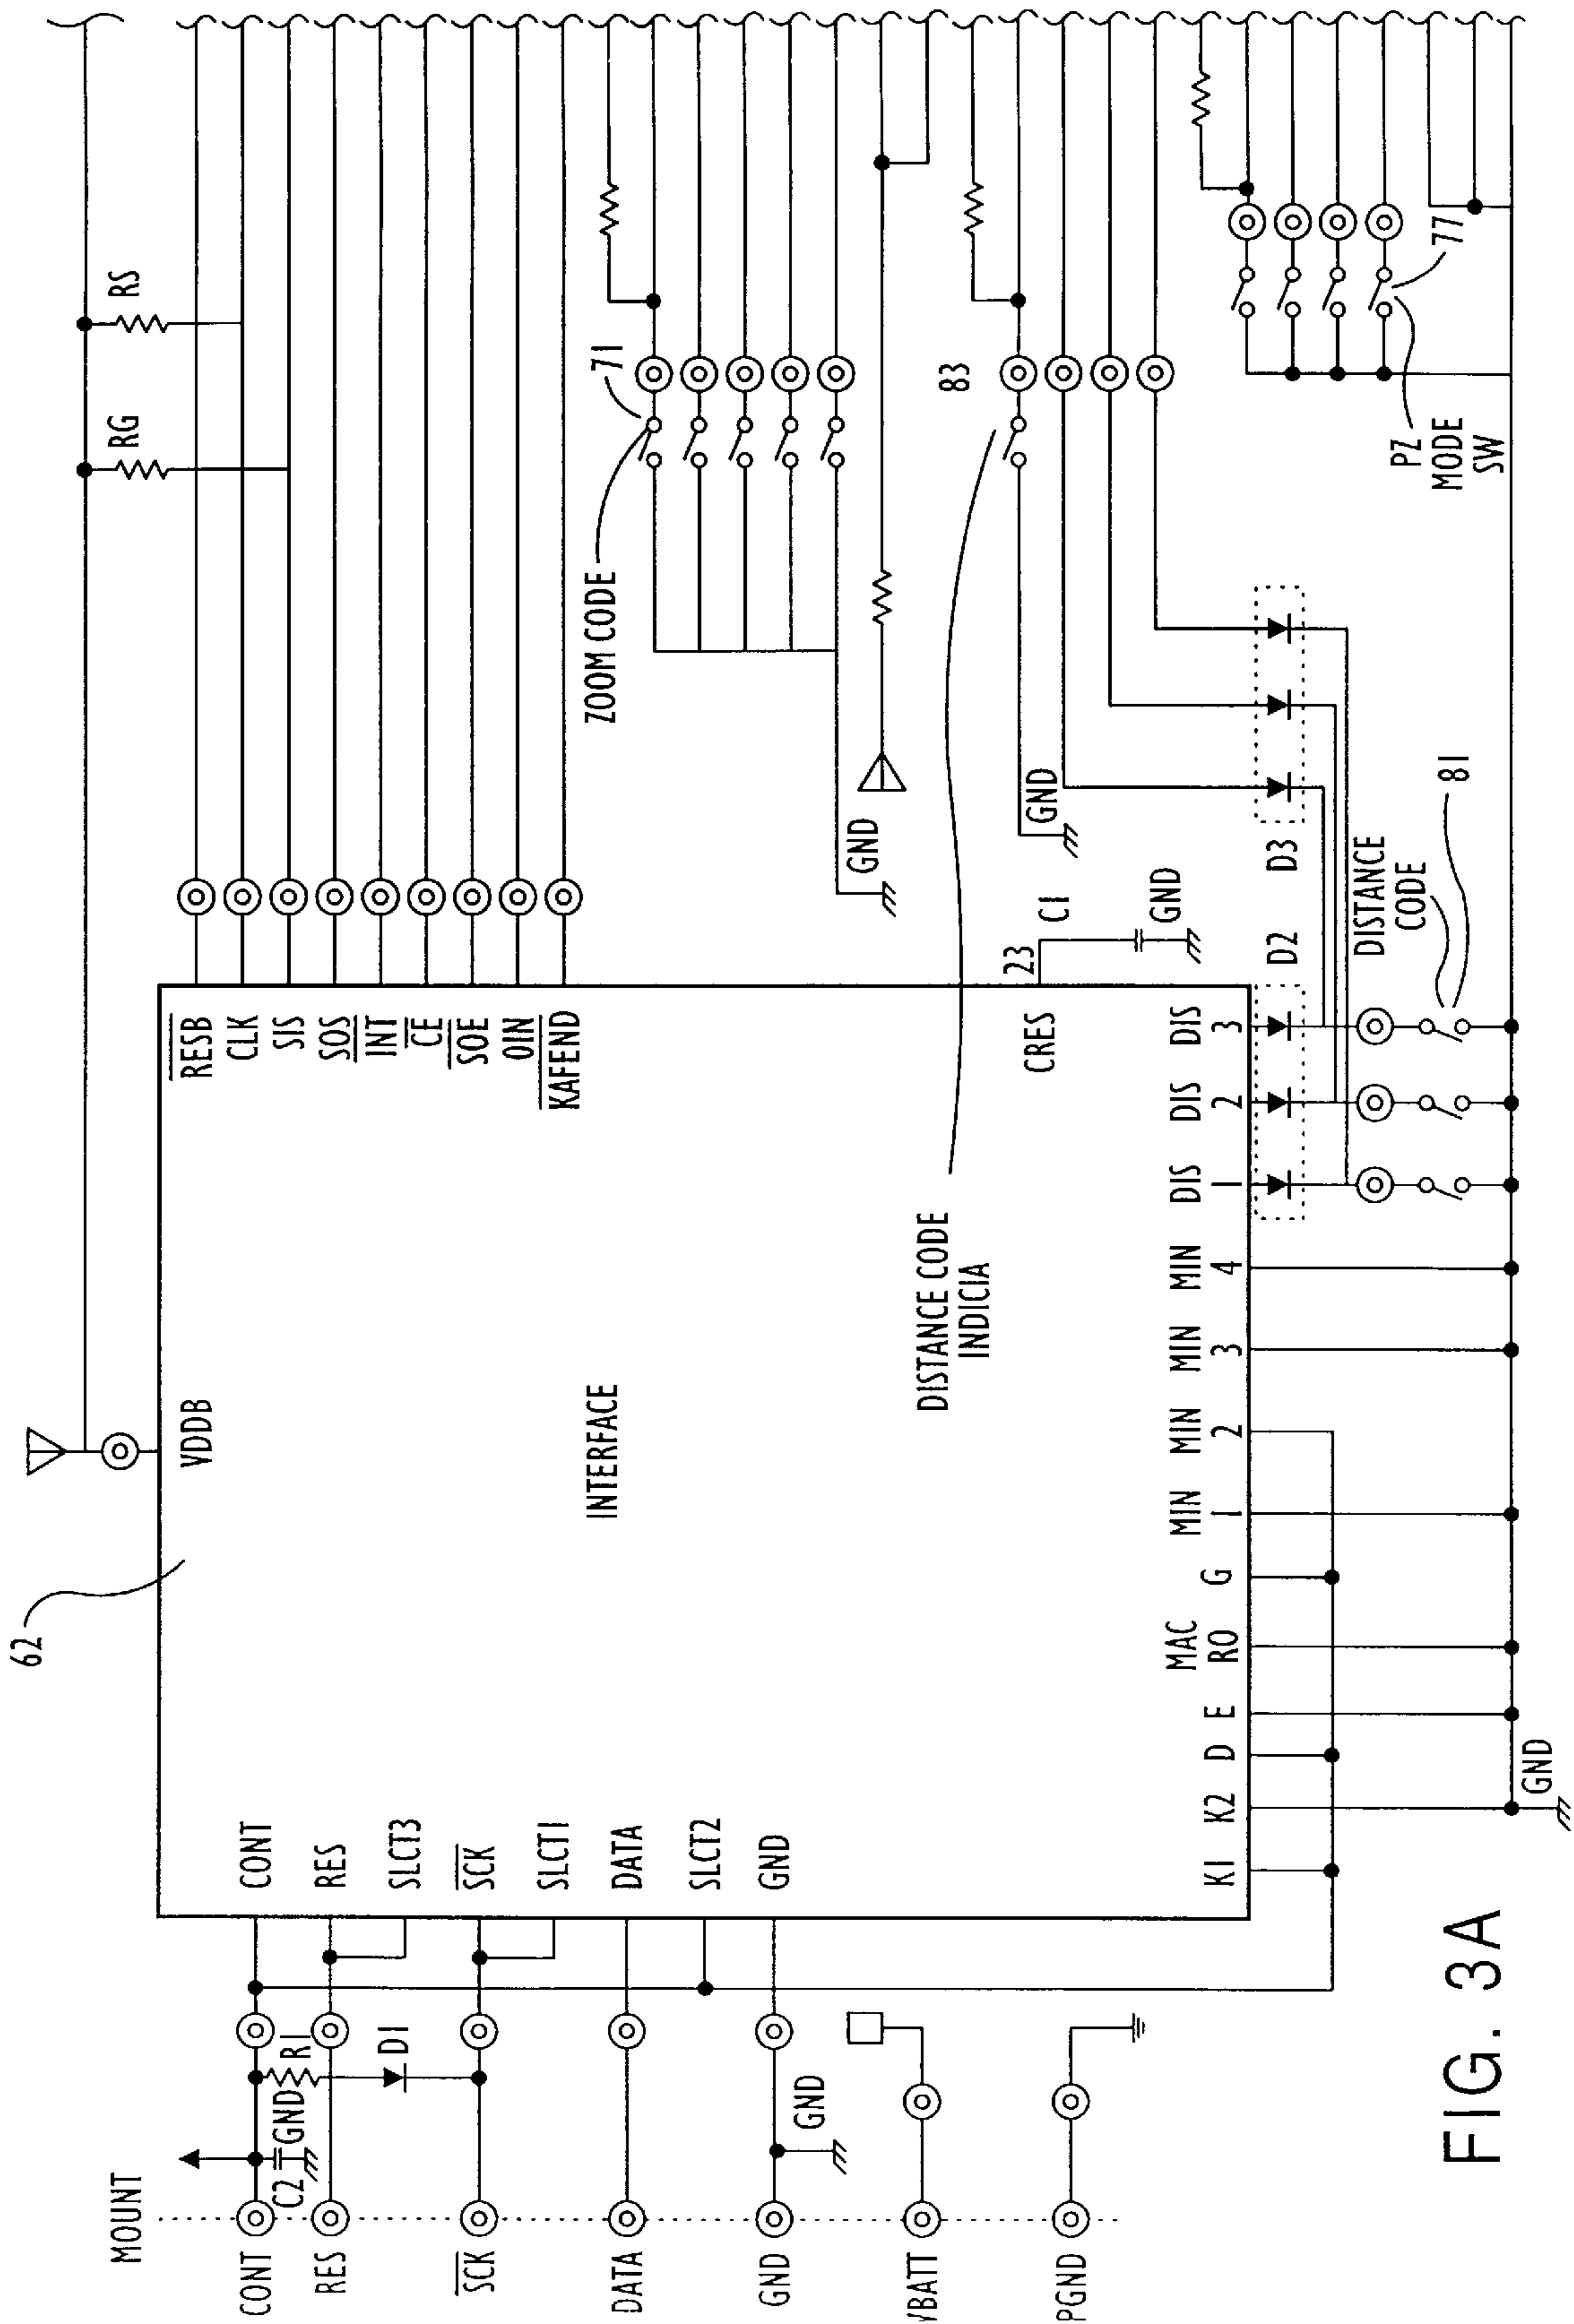 62
VDDB
RG
RS
RESB
CLK
SIS
SOS
INT
CE
SOE
OIN
KAFEND
INTERFACE
MOUNT
CONT
RES
SCK
DATA
GND
VBATT
PGND
C2
GND
R1
D1
GND
CONT
RES
SLCT3
SCK
SLCT1
DATA
SLCT2
GND
ZOOM CODE
71
GND
DISTANCE CODE
INDICIA
83
GND
CRES
23
C1
GND
K1
K2
D
E
MAC
RO
G
MIN
1
MIN
2
MIN
3
MIN
4
DIS
1
DIS
2
DIS
3
D2
D3
DISTANCE
CODE
81
PZ
MODE
SW
77
GND
FIG. 3A